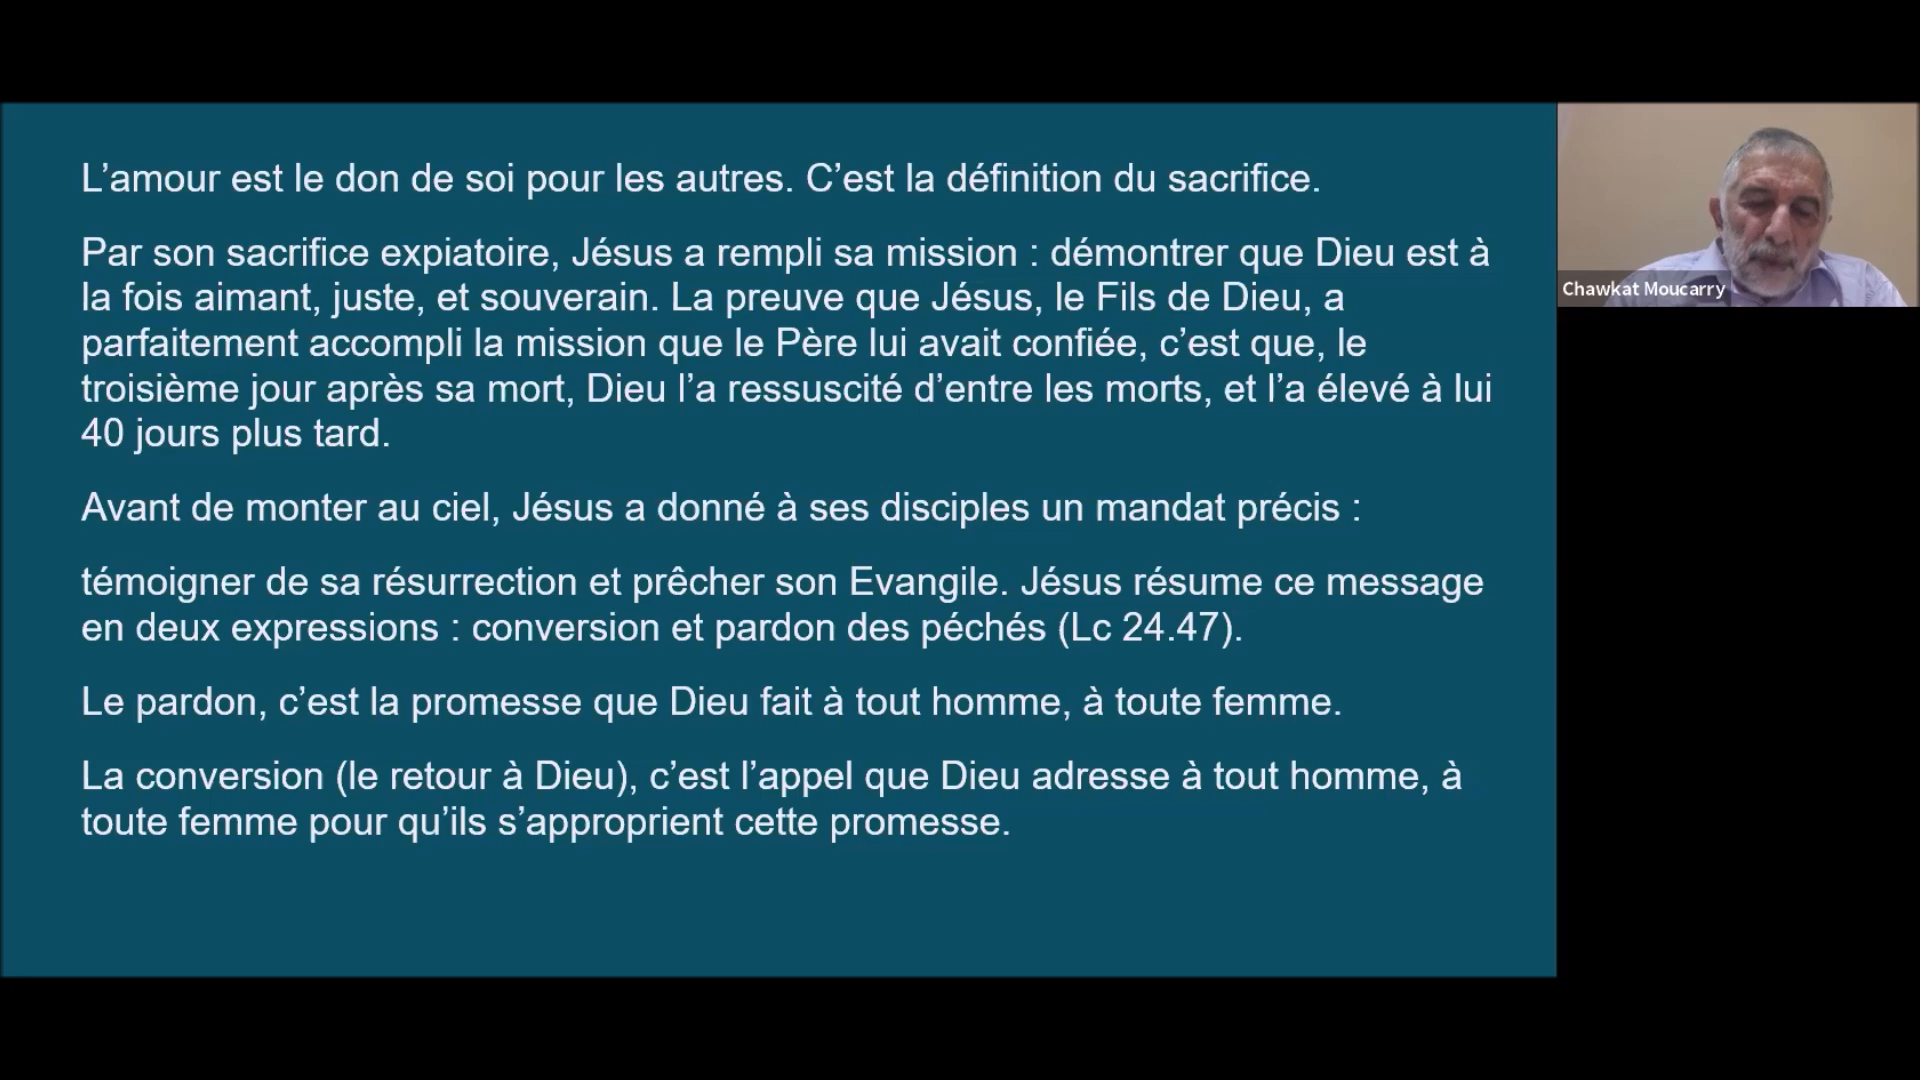 L’amour est le don de soi pour les autres. C’est la définition du sacrifice.
Par son sacrifice expiatoire, Jésus a rempli sa mission : démontrer que Dieu est à
la fois aimant, juste, et souverain. La preuve que Jésus, le Fils de Dieu, a
parfaitement accompli la mission que le Père lui avait confiée, c’est que, le
troisième jour après sa mort, Dieu l’a ressuscité d’entre les morts, et l’a élevé à lui
40 jours plus tard.
Avant de monter au ciel, Jésus a donné à ses disciples un mandat précis :
témoigner de sa résurrection et prêcher son Evangile. Jésus résume ce message
en deux expressions : conversion et pardon des péchés (Lc 24.47).
Le pardon, c’est la promesse que Dieu fait à tout homme, à toute femme.
La conversion (le retour à Dieu), c’est l’appel que Dieu adresse à tout homme, à
toute femme pour qu’ils s’approprient cette promesse.
Chawkat Moucarry